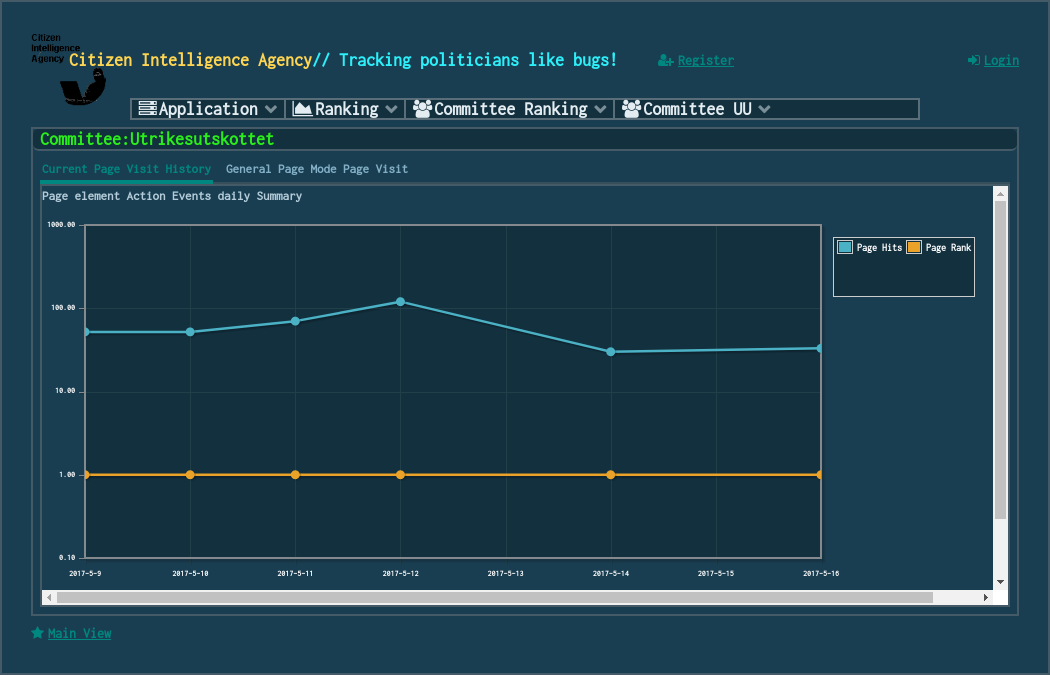 Citizen
Intelligence
Agency
Citizen Intelligence Agency// Tracking politicians like bugs!
Register
Login
Application
Ranking
Committee Ranking
Committee UU
Committee:Utrikesutskottet
Current Page Visit History
General Page Mode Page Visit
Page element Action Events daily Summary
1000.00
100.00
10.00
1.00
0.10
2017-5-9
2017-5-10
2017-5-11
2017-5-12
2017-5-13
2017-5-14
2017-5-15
2017-5-16
Page Hits
Page Rank
Main View